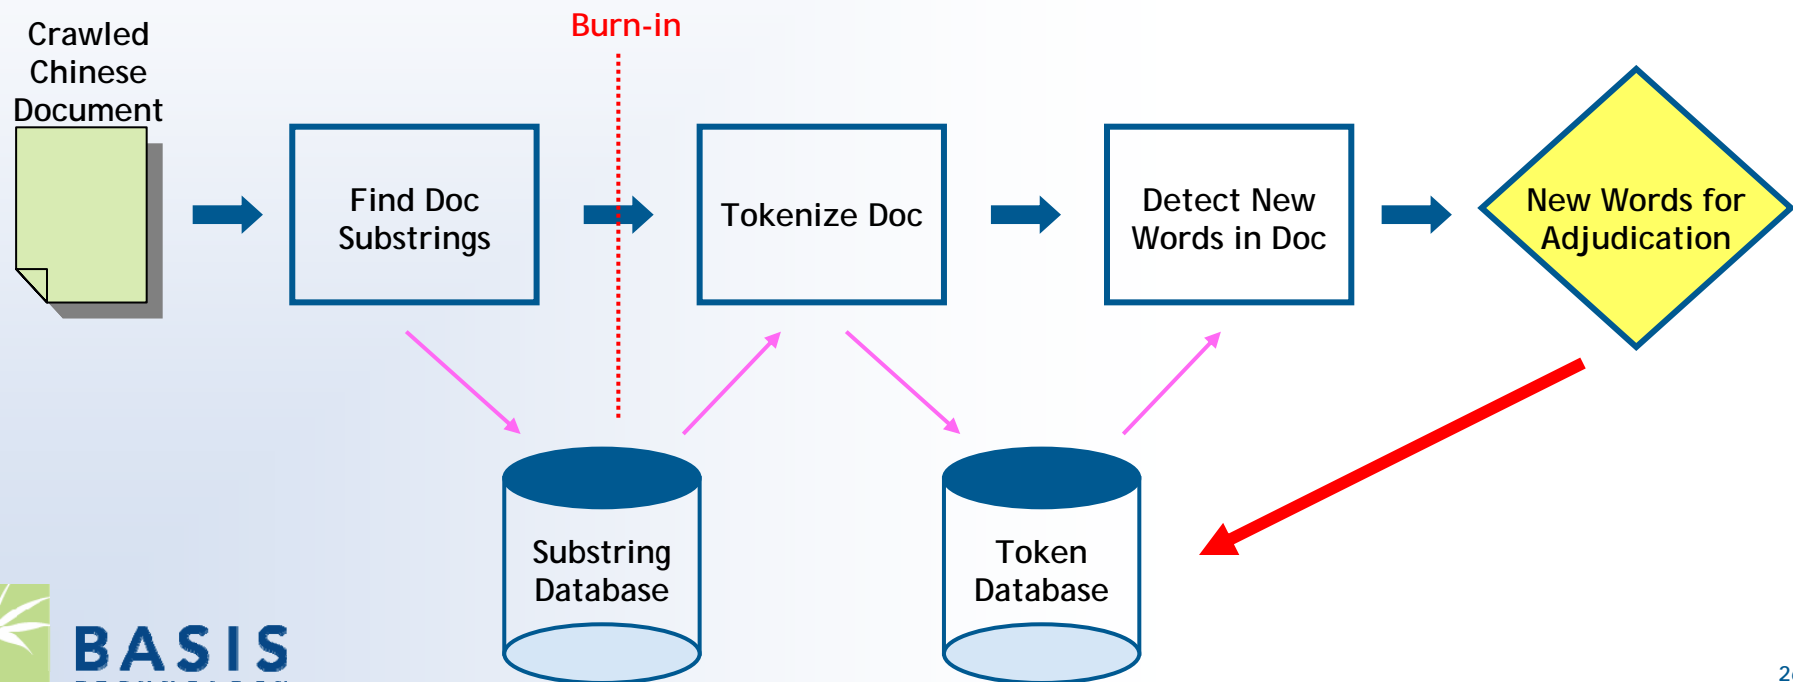 Crawled
Chinese
Document
Burn-in
Find Doc
Substrings
Tokenize Doc
Detect New
Words in Doc
New Words for
Adjudication
Substring
Database
Token
Database
BASIS